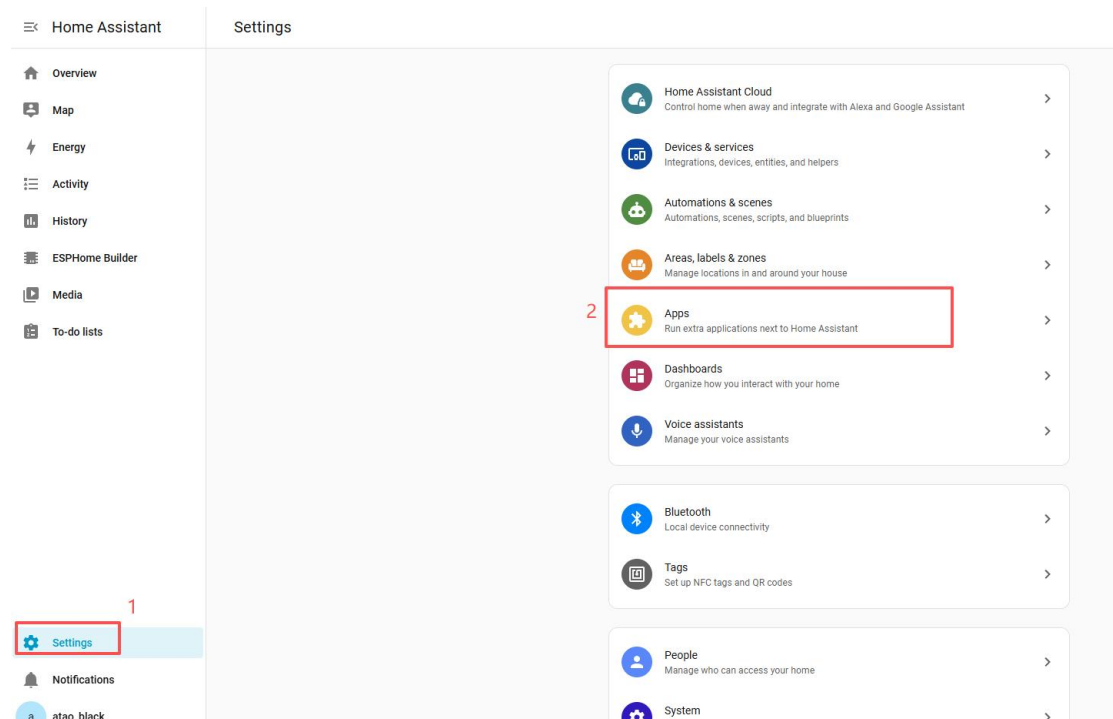 Home Assistant
Settings
Overview
Map
Energy
Activity
History
ESPHome Builder
Media
To-do lists
1
Settings
Notifications
a
atao_black
Home Assistant Cloud
Control home when away and integrate with Alexa and Google Assistant
Devices & services
Integrations, devices, entities, and helpers
Automations & scenes
Automations, scenes, scripts, and blueprints
Areas, labels & zones
Manage locations in and around your house
2
Apps
Run extra applications next to Home Assistant
Dashboards
Organize how you interact with your home
Voice assistants
Manage your voice assistants
Bluetooth
Local device connectivity
Tags
Set up NFC tags and QR codes
People
Manage who can access your home
System